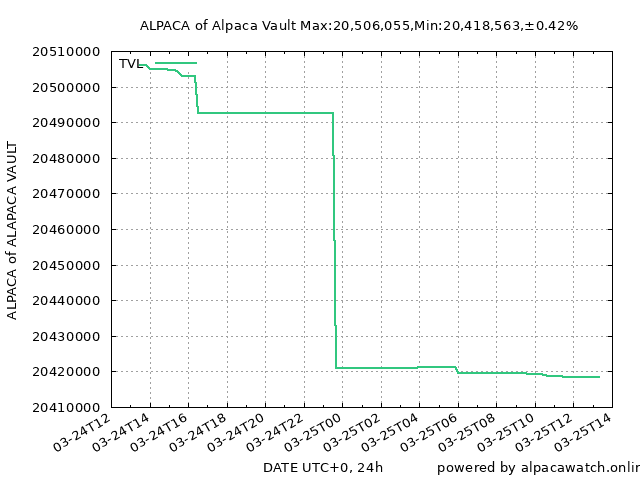 ALPACA of Alpaca Vault Max:20,506,055,Min:20,418,563,±0.42%
20510000
20500000
20490000
20480000
20470000
20460000
20450000
20440000
20430000
20420000
20410000
TVL
ALPACA of ALAPACA VAULT
03-24T12
03-24T14
03-24T16
03-24T18
03-24T20
03-24T22
03-25T00
03-25T02
03-25T04
03-25T06
03-25T08
03-25T10
03-25T12
03-25T14
DATE UTC+0, 24h
powered by alpacawatch.onlin